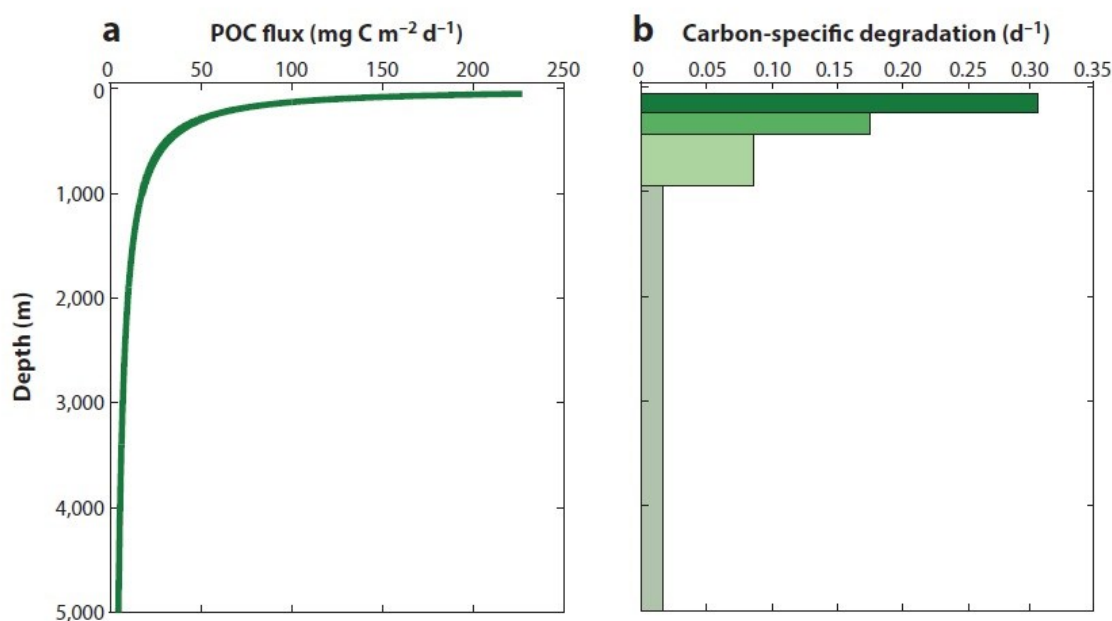 a POC flux (mg C m⁻² d⁻¹)
0 50 100 150 200 250
0
1,000
2,000
3,000
4,000
5,000
Depth (m)
b Carbon-specific degradation (d⁻¹)
0 0.05 0.10 0.15 0.20 0.25 0.30 0.35